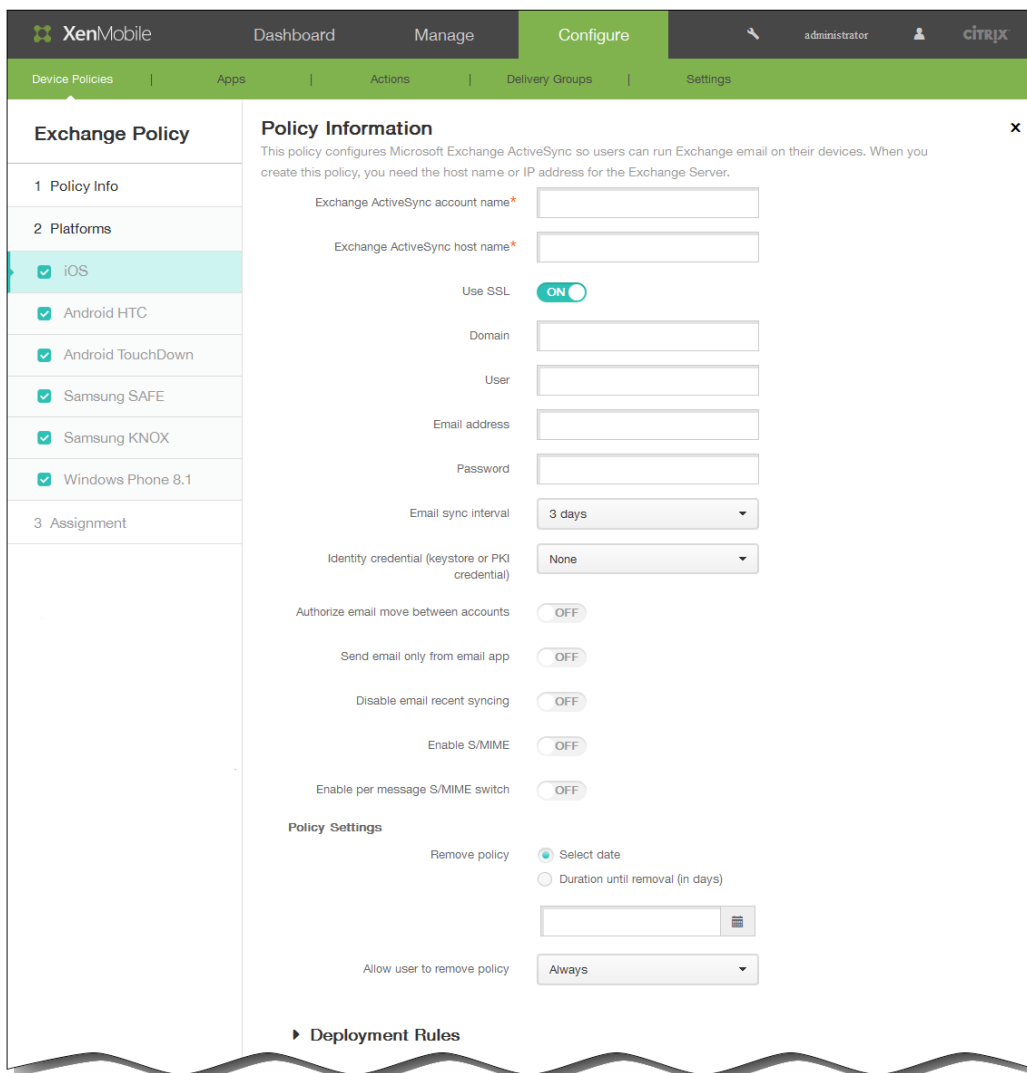 XenMobile Dashboard Manage Configure administrator CİTRIX
Device Policies | Apps | Actions | Delivery Groups | Settings
Exchange Policy
1 Policy Info
2 Platforms
iOS
Android HTC
Android TouchDown
Samsung SAFE
Samsung KNOX
Windows Phone 8.1
3 Assignment
Policy Information x
This policy configures Microsoft Exchange ActiveSync so users can run Exchange email on their devices. When you
create this policy, you need the host name or IP address for the Exchange Server.
Exchange ActiveSync account name*
Exchange ActiveSync host name*
Use SSL ON
Domain
User
Email address
Password
Email sync interval 3 days
Identity credential (keystore or PKI None
credential)
Authorize email move between accounts OFF
Send email only from email app OFF
Disable email recent syncing OFF
Enable S/MIME OFF
Enable per message S/MIME switch OFF
Policy Settings
Remove policy Select date
Duration until removal (in days)
Allow user to remove policy Always
Deployment Rules